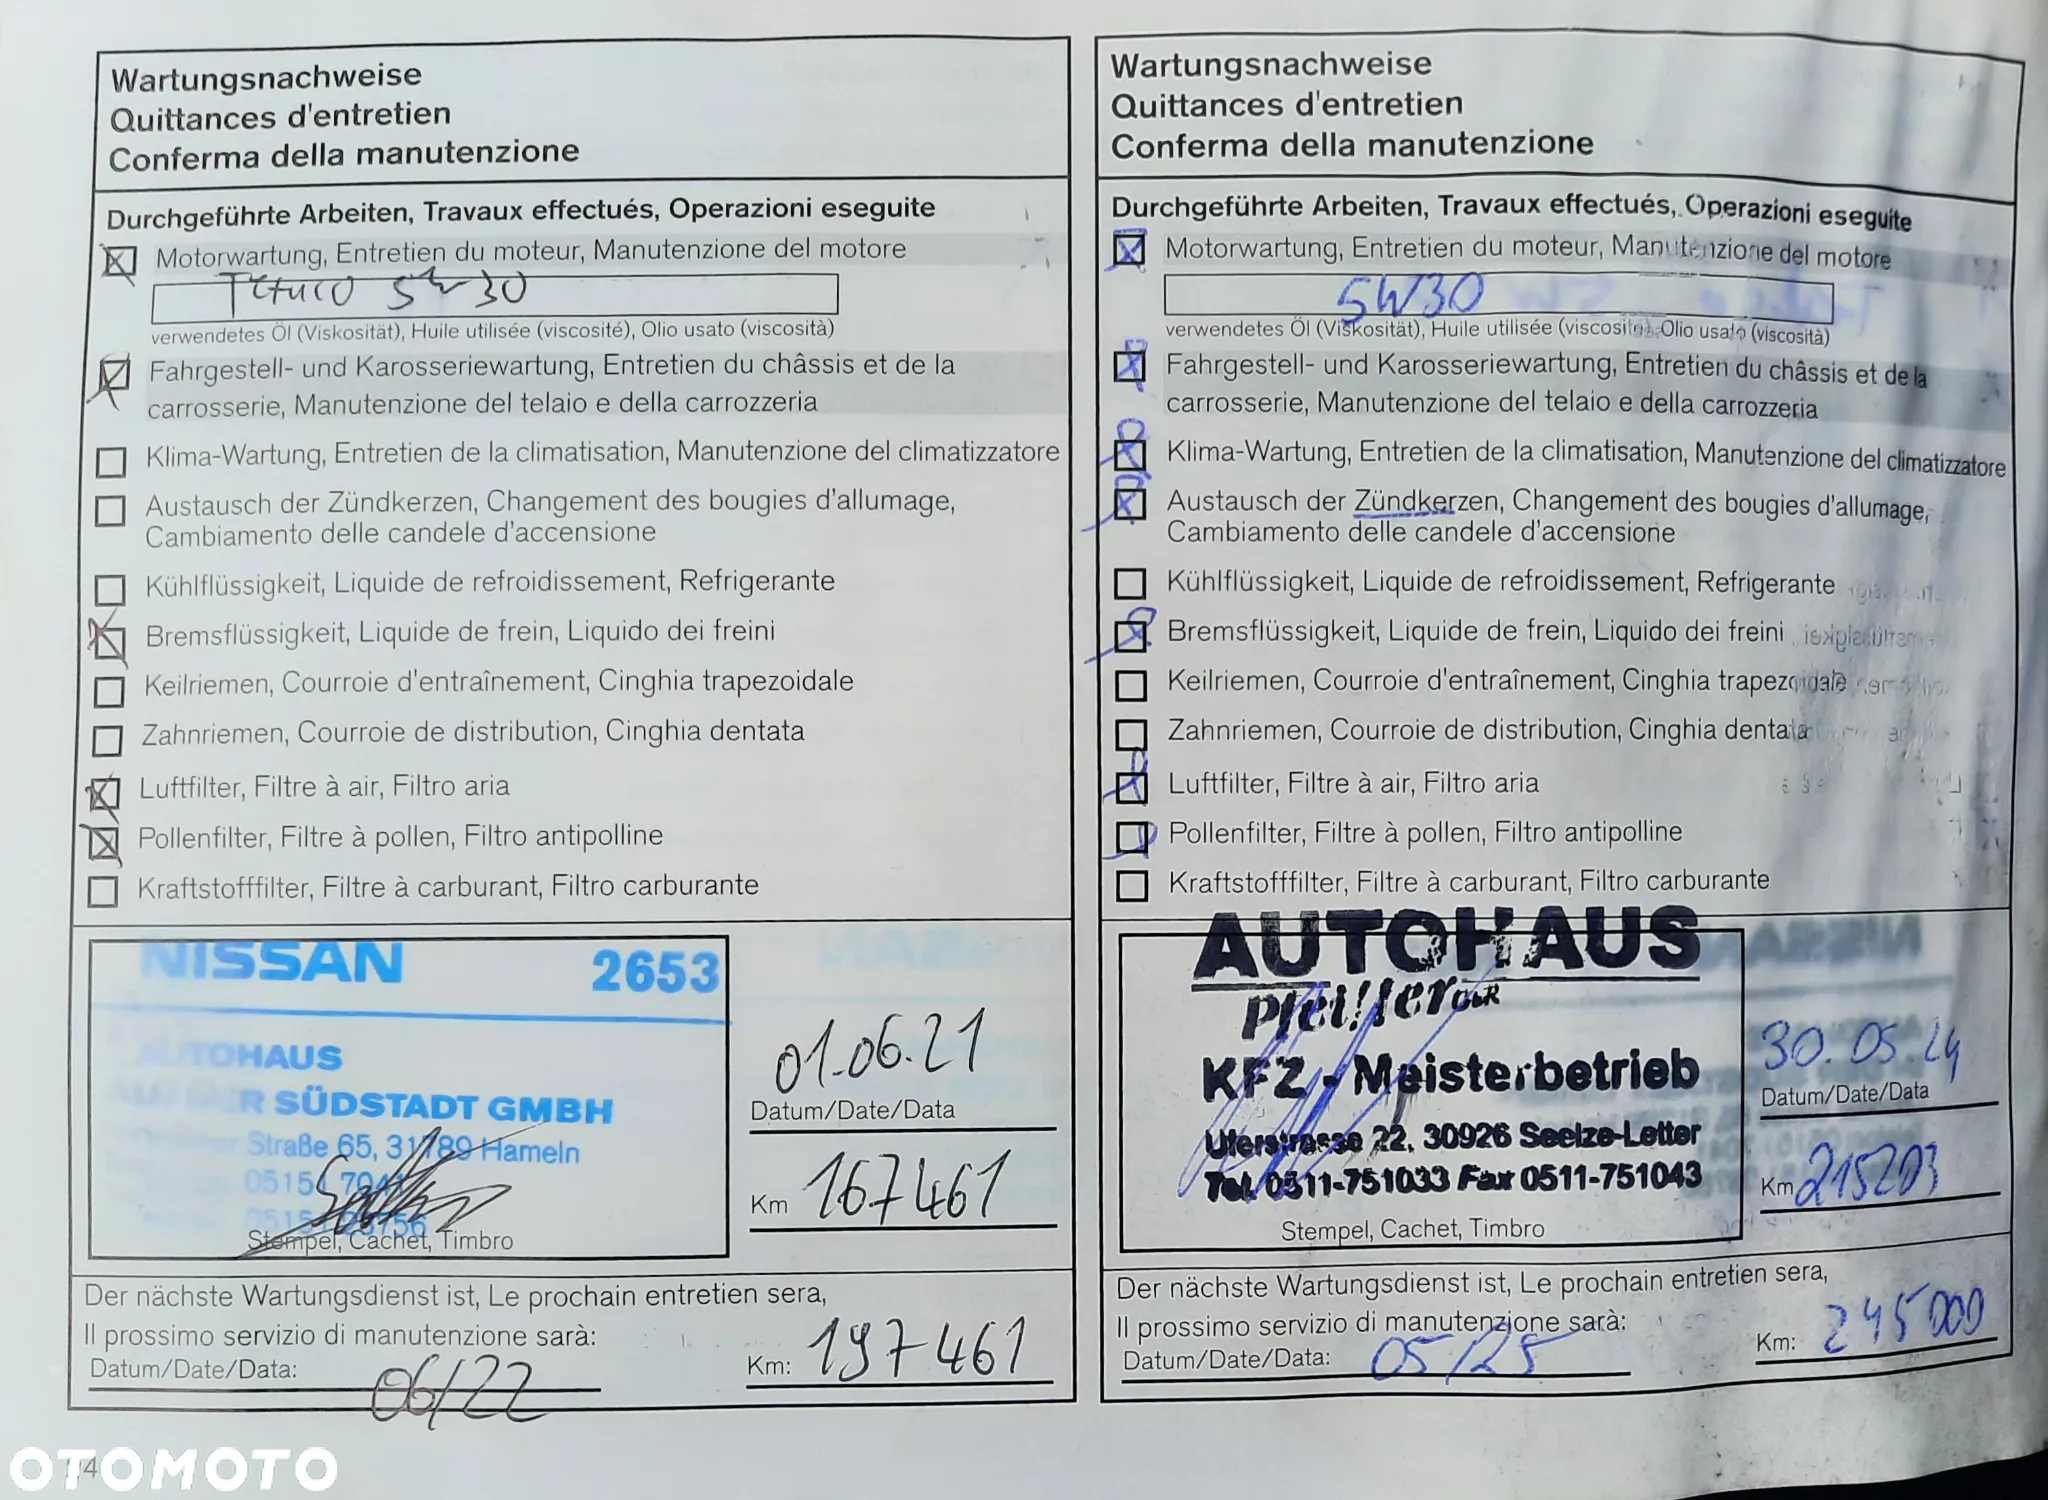 Wartungsnachweise
Quittances d'entretien
Conferma della manutenzione
Durchgeführte Arbeiten, Travaux effectués, Operazioni eseguite
Motorwartung, Entretien du moteur, Manutenzione del motore
5W30
verwendetes Öl (Viskosität), Huile utilisée (viscosité), Olio usato (viscosità)
Fahrgestell- und Karosseriewartung, Entretien du châssis et de la
carrosserie, Manutenzione del telaio e della carrozzeria
Klima-Wartung, Entretien de la climatisation, Manutenzione del climatizzatore
Austausch der Zündkerzen, Changement des bougies d'allumage,
Cambiamento delle candele d'accensione
Kühlflüssigkeit, Liquide de refroidissement, Refrigerante
Bremsflüssigkeit, Liquide de frein, Liquido dei freini
Keilriemen, Courroie d'entraînement, Cinghia trapezoidale
Zahnriemen, Courroie de distribution, Cinghia dentata
Luftfilter, Filtre à air, Filtro aria
Pollenfilter, Filtre à pollen, Filtro antipolline
Kraftstofffilter, Filtre à carburant, Filtro carburante
NISSAN 2653
AUTOHAUS
SÜDSTADT GMBH
Straße 65, 31789 Hameln
Stempel, Cachet, Timbro
01.06.21
Datum/Date/Data
Km 167461
Der nächste Wartungsdienst ist, Le prochain entretien sera,
Il prossimo servizio di manutenzione sarà:
Datum/Date/Data: 06/22
Km: 197461
Wartungsnachweise
Quittances d'entretien
Conferma della manutenzione
Durchgeführte Arbeiten, Travaux effectués, Operazioni eseguite
Motorwartung, Entretien du moteur, Manutenzione del motore
5W30
verwendetes Öl (Viskosität), Huile utilisée (viscosité), Olio usato (viscosità)
Fahrgestell- und Karosseriewartung, Entretien du châssis et de la
carrosserie, Manutenzione del telaio e della carrozzeria
Klima-Wartung, Entretien de la climatisation, Manutenzione del climatizzatore
Austausch der Zündkerzen, Changement des bougies d'allumage,
Cambiamento delle candele d'accensione
Kühlflüssigkeit, Liquide de refroidissement, Refrigerante
Bremsflüssigkeit, Liquide de frein, Liquido dei freini
Keilriemen, Courroie d'entraînement, Cinghia trapezoidale
Zahnriemen, Courroie de distribution, Cinghia dentata
Luftfilter, Filtre à air, Filtro aria
Pollenfilter, Filtre à pollen, Filtro antipolline
Kraftstofffilter, Filtre à carburant, Filtro carburante
AUTOHAUS
Pfeiffer GbR
KFZ - Meisterbetrieb
Uferstrasse 22, 30926 Seelze-Letter
Tel. 0511-751033 Fax 0511-751043
Stempel, Cachet, Timbro
30.05.24
Datum/Date/Data
Km 215203
Der nächste Wartungsdienst ist, Le prochain entretien sera,
Il prossimo servizio di manutenzione sarà:
Datum/Date/Data: 05/25
Km: 245000
OTOMOTO